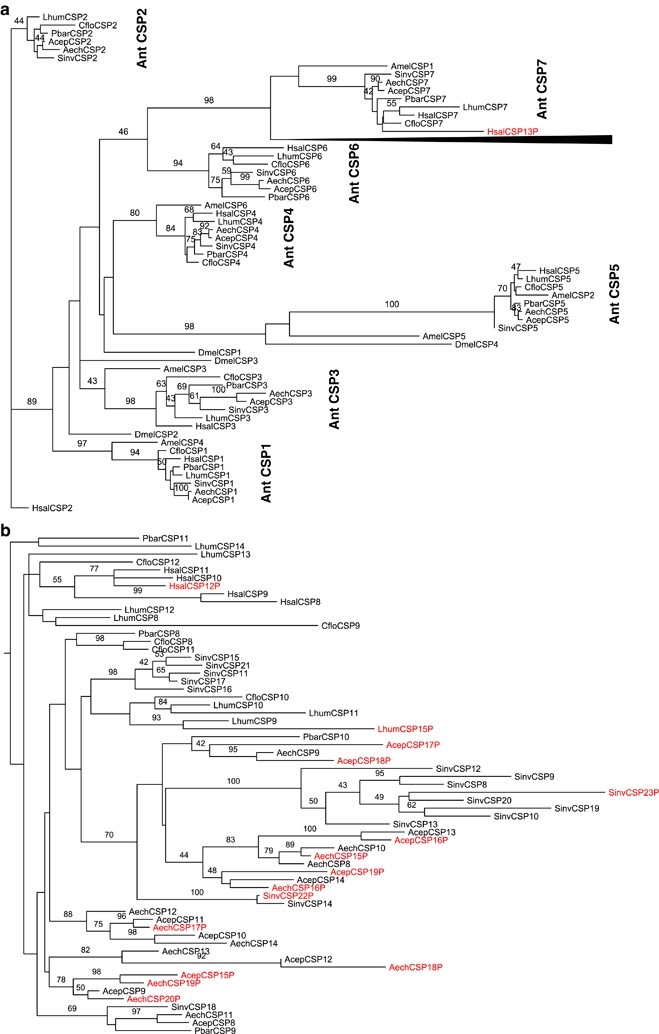 a
44
LhumCSP2
CfloCSP2
PbarCSP2
44
AcepCSP2
AechCSP2
SinvCSP2
Ant CSP2
AmelCSP1
99
SinvCSP7
90
AechCSP7
42
AcepCSP7
PbarCSP7
55
LhumCSP7
HsalCSP7
CfloCSP7
HsalCSP13P
Ant CSP7
98
46
64
HsalCSP6
43
LhumCSP6
CfloCSP6
94
59
SinvCSP6
99
AechCSP6
75
AcepCSP6
PbarCSP6
Ant CSP6
80
AmelCSP6
68
HsalCSP4
LhumCSP4
84
92
AechCSP4
83
AcepCSP4
75
SinvCSP4
PbarCSP4
CfloCSP4
Ant CSP4
47
HsalCSP5
LhumCSP5
70
CfloCSP5
AmelCSP2
PbarCSP5
AechCSP5
AcepCSP5
SinvCSP5
Ant CSP5
100
98
AmelCSP5
DmelCSP4
DmelCSP1
DmelCSP3
AmelCSP3
43
CfloCSP3
63
69
PbarCSP3
100
AechCSP3
98
43
61
AcepCSP3
SinvCSP3
LhumCSP3
HsalCSP3
Ant CSP3
89
DmelCSP2
97
AmelCSP4
94
CfloCSP1
HsalCSP1
50
PbarCSP1
LhumCSP1
SinvCSP1
100
AechCSP1
AcepCSP1
Ant CSP1
HsalCSP2
b
PbarCSP11
LhumCSP14
LhumCSP13
CfloCSP12
77
HsalCSP11
55
HsalCSP10
HsalCSP12P
99
HsalCSP9
HsalCSP8
LhumCSP12
LhumCSP8
CfloCSP9
PbarCSP8
98
CfloCSP8
CfloCSP11
53
SinvCSP15
42
SinvCSP21
98
65
SinvCSP11
SinvCSP17
SinvCSP16
CfloCSP10
84
LhumCSP10
LhumCSP11
93
LhumCSP9
LhumCSP15P
PbarCSP10
42
AcepCSP17P
95
AechCSP9
AcepCSP18P
SinvCSP12
100
95
SinvCSP9
43
SinvCSP8
49
SinvCSP23P
50
SinvCSP20
62
SinvCSP19
SinvCSP10
SinvCSP13
70
100
AcepCSP13
83
AcepCSP16P
89
AechCSP10
79
AechCSP15P
44
AechCSP8
48
AcepCSP19P
AcepCSP14
AechCSP16P
100
SinvCSP22P
SinvCSP14
88
AechCSP12
96
AcepCSP11
75
AechCSP17P
98
AcepCSP10
AechCSP14
82
AechCSP13
92
AcepCSP12
AechCSP18P
98
AcepCSP15P
78
AechCSP19P
50
AcepCSP9
AechCSP20P
69
SinvCSP18
97
AechCSP11
AcepCSP8
PbarCSP9